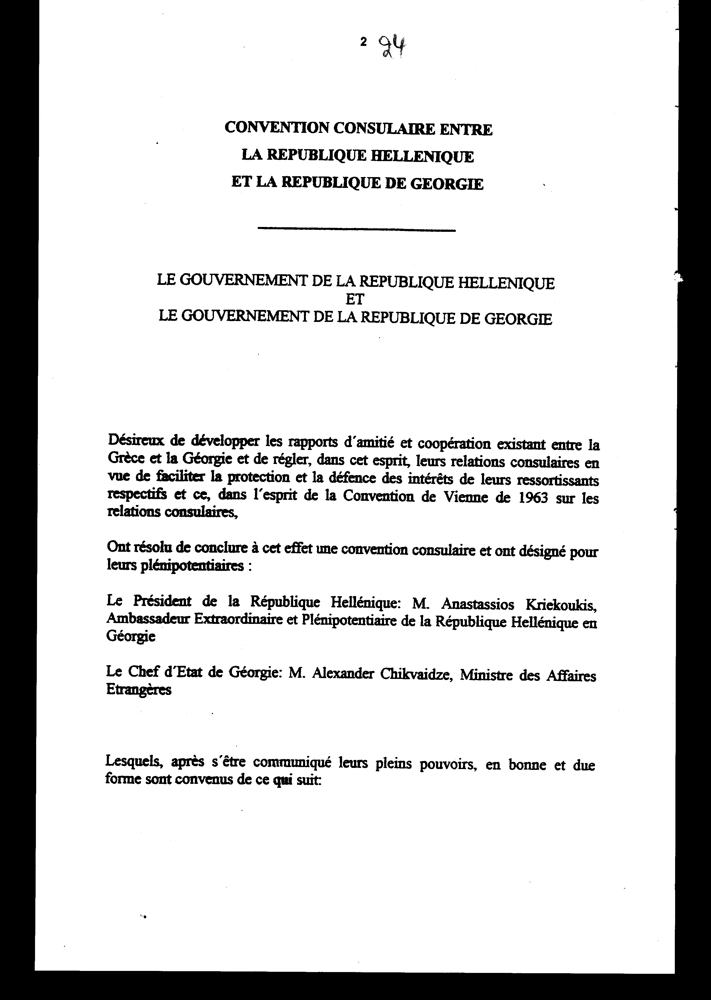 2 94
CONVENTION CONSULAIRE ENTRE
LA REPUBLIQUE HELLENIQUE
ET LA REPUBLIQUE DE GEORGIE
LE GOUVERNEMENT DE LA REPUBLIQUE HELLENIQUE
ET
LE GOUVERNEMENT DE LA REPUBLIQUE DE GEORGIE
Désireux de développer les rapports d´amitié et coopération existant entre la
Grèce et la Géorgie et de régler, dans cet esprit, leurs relations consulaires en
vue de faciliter la protection et la défence des intérêts de leurs ressortissants
respectifs et ce, dans l´esprit de la Convention de Vienne de 1963 sur les
relations consulaires,
Ont résolu de conclure à cet effet une convention consulaire et ont désigné pour
leurs plénipotentiaires :
Le Président de la République Hellénique: M. Anastassios Kriekoukis,
Ambassadeur Extraordinaire et Plénipotentiaire de la République Hellénique en
Géorgie
Le Chef d´Etat de Géorgie: M. Alexander Chikvaidze, Ministre des Affaires
Etrangères
Lesquels, après s´être communiqué leurs pleins pouvoirs, en bonne et due
forme sont convenus de ce qui suit: